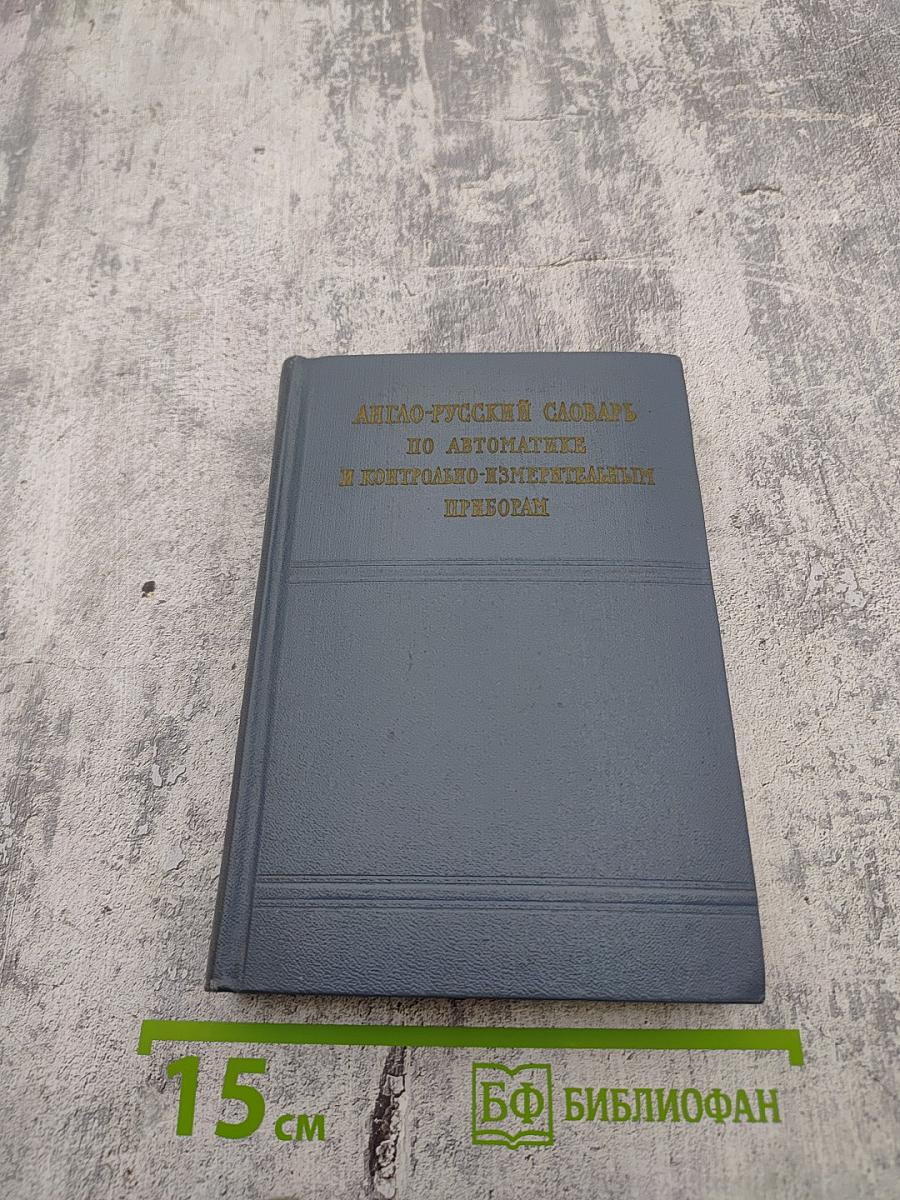 АНГЛО-РУССКИЙ СЛОВАРЬ
ПО АВТОМАТИКЕ
И КОНТРОЛЬНО-ИЗМЕРИТЕЛЬНЫМ
ПРИБОРАМ
15 см
БФ БИБЛИОФАН